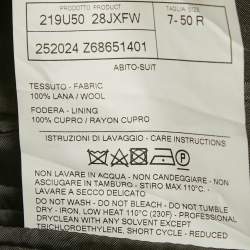 PRODOTTO PRODUCT
TAGLIA SIZE
219U50 28JXFW
7-50 R
252024 Z68651401
ABITO-SUIT
TESSUTO - FABRIC
100% LANA / WOOL
FODERA - LINING
100% CUPRO / RAYON CUPRO
ISTRUZIONI DI LAVAGGIO - CARE INSTRUCTIONS
NON LAVARE IN ACQUA - NON CANDEGGIARE - NON
ASCIUGARE IN TAMBURO - STIRO MAX 110°C. -
LAVARE A SECCO DELICATO
DO NOT WASH - DO NOT BLEACH - DO NOT TUMBLE
DRY - IRON, LOW HEAT 110°C (230F) - PROFESSIONAL
DRYCLEAN WITH ANY SOLVENT EXCEPT
TRICHLOROETHYLENE, SHORT CYCLE,